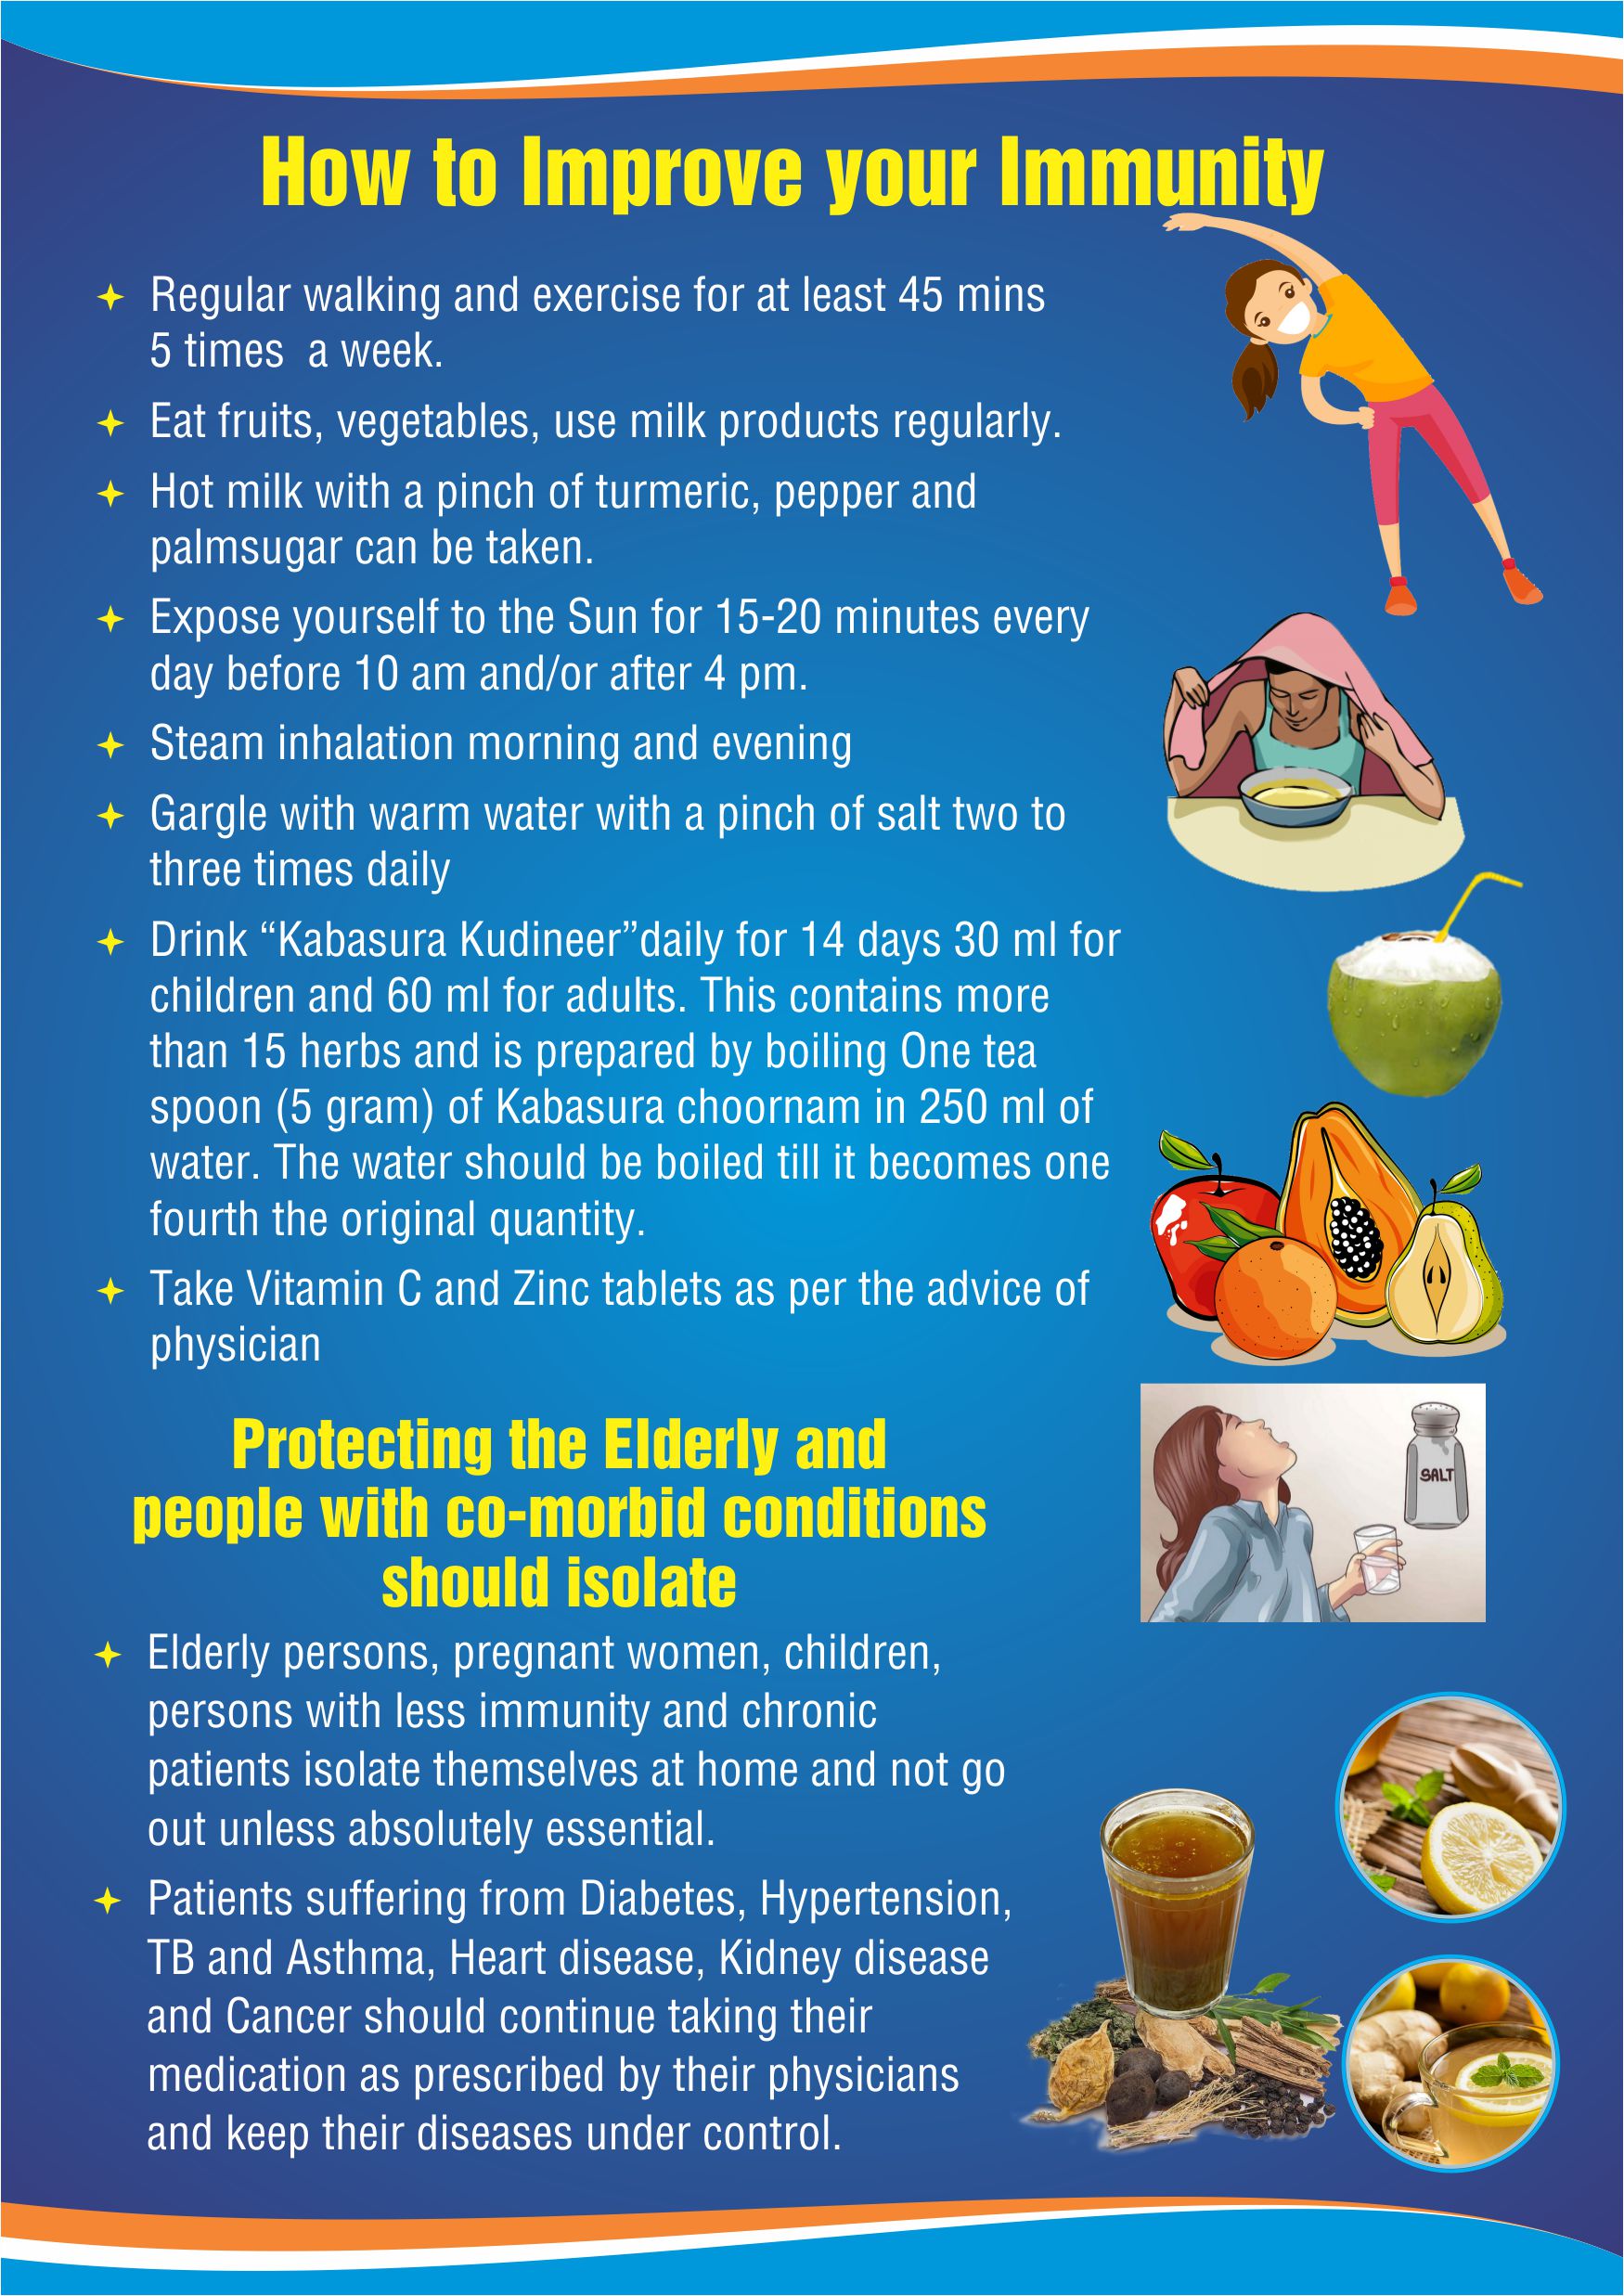 How to Improve your Immunity
Regular walking and exercise for at least 45 mins
5 times  a week.
Eat fruits, vegetables, use milk products regularly.
Hot milk with a pinch of turmeric, pepper and
palmsugar can be taken.
Expose yourself to the Sun for 15-20 minutes every
day before 10 am and/or after 4 pm.
Steam inhalation morning and evening
Gargle with warm water with a pinch of salt two to
three times daily
Drink “Kabasura Kudineer”daily for 14 days 30 ml for
children and 60 ml for adults. This contains more
than 15 herbs and is prepared by boiling One tea
spoon (5 gram) of Kabasura choornam in 250 ml of
water. The water should be boiled till it becomes one
fourth the original quantity.
Take Vitamin C and Zinc tablets as per the advice of
physician
SALT
Protecting the Elderly and
people with co-morbid conditions
should isolate
Elderly persons, pregnant women, children,
persons with less immunity and chronic
patients isolate themselves at home and not go
out unless absolutely essential.
Patients suffering from Diabetes, Hypertension,
TB and Asthma, Heart disease, Kidney disease
and Cancer should continue taking their
medication as prescribed by their physicians
and keep their diseases under control.